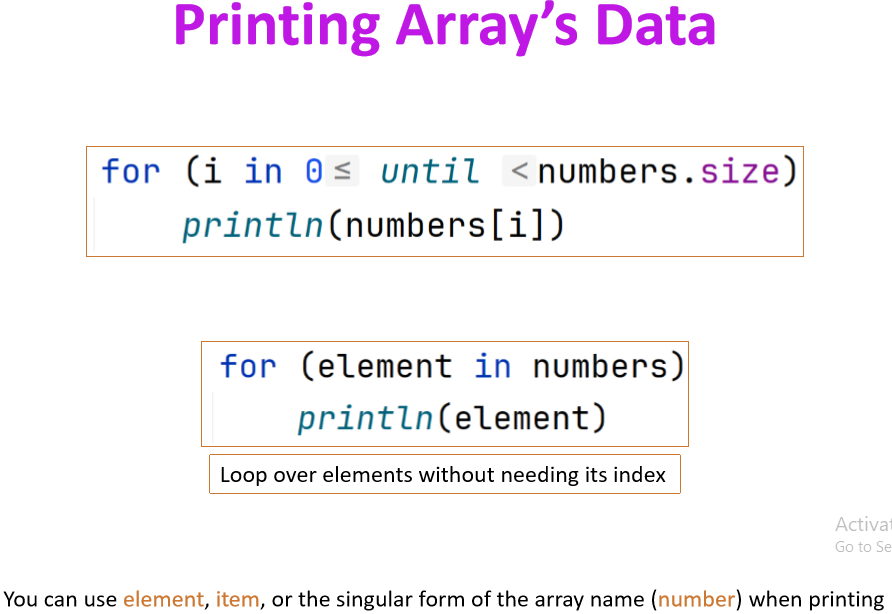 Printing Array’s Data
for (i in 0≤ until <numbers.size)
println(numbers[i])
for (element in numbers)
println(element)
Loop over elements without needing its index
Go to Se
You can use element, item, or the singular form of the array name (number) when printing